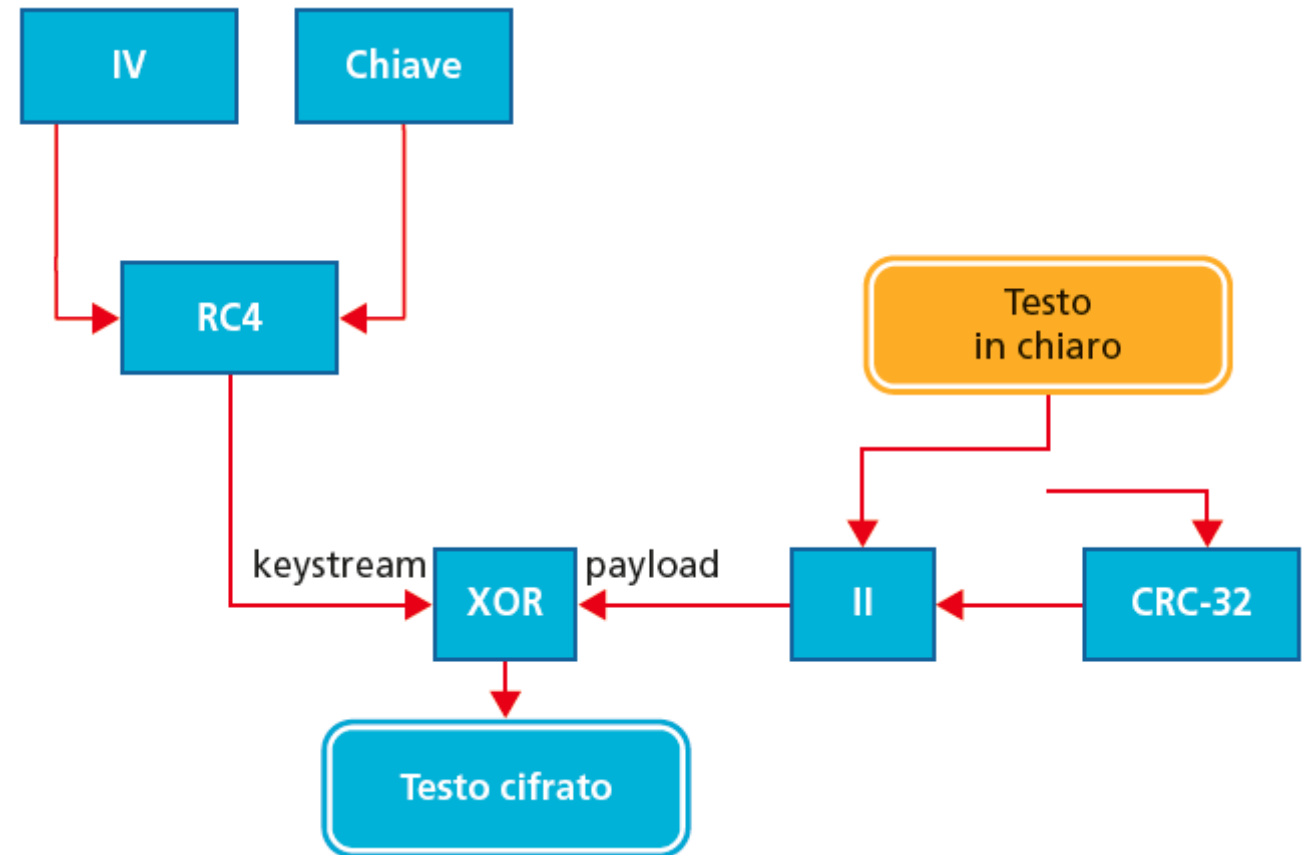 IV
Chiave
RC4
Testo
in chiaro
keystream
XOR
payload
II
CRC-32
Testo cifrato